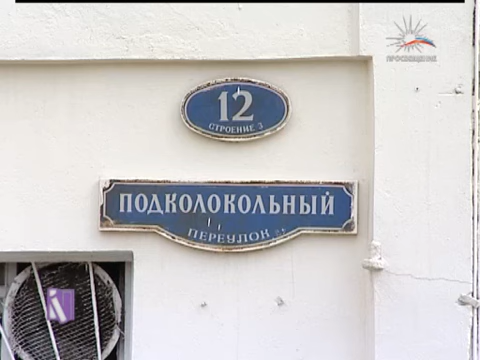 ПРОСВЕЩЕНИЕ
12
СТРОЕНИЕ 3
ПОДКОЛОКОЛЬНЫЙ
ПЕРЕУЛОК